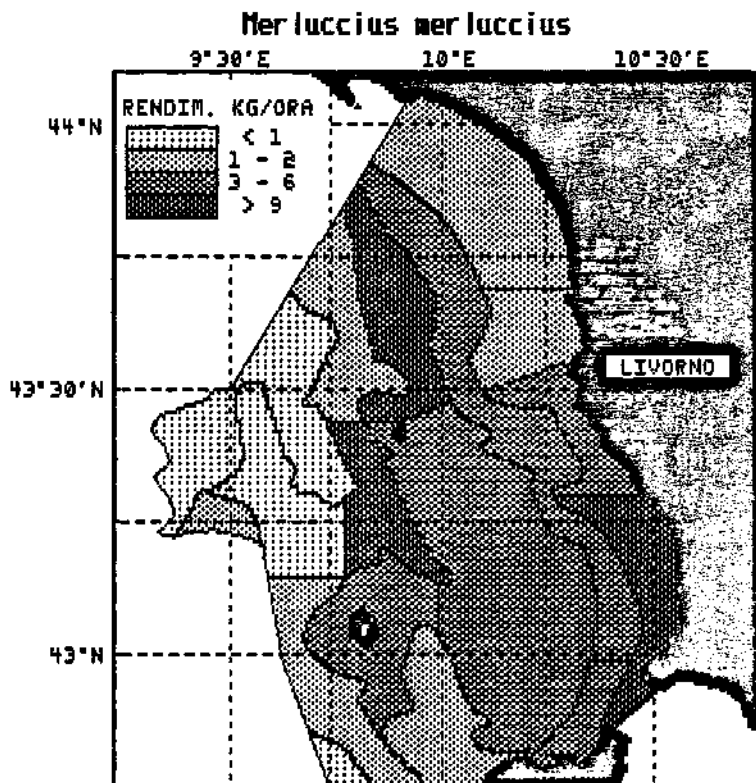 Merluccius merluccius
9°30'E 10°E 10°30'E
RENDIM. KG/ORA
< 1
1 - 2
3 - 6
> 9
44°N
LIVORNO
43°30'N
43°N